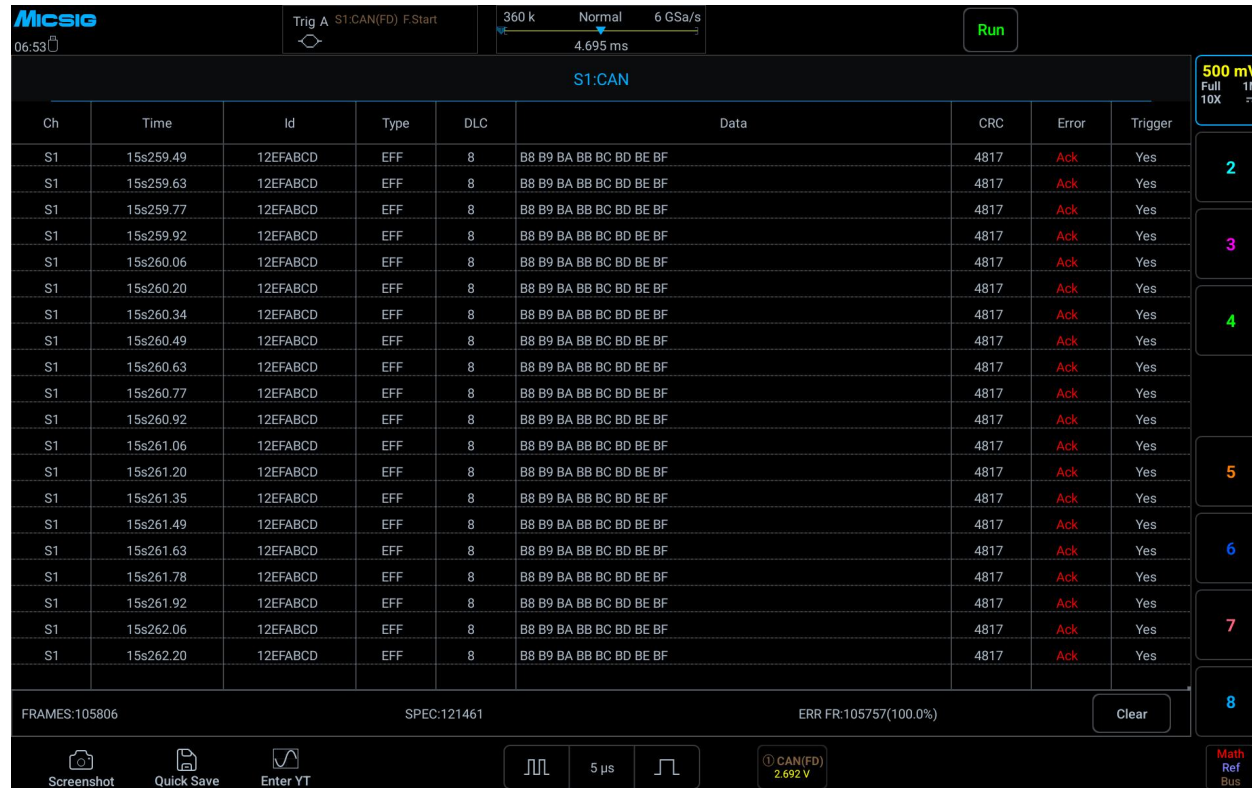 MICSIG
Trig A S1:CAN(FD) F.Start
360 k Normal 6 GSa/s
Run
06:53
4.695 ms
S1:CAN
500 mV
Full 1M
10X
Ch Time Id Type DLC Data CRC Error Trigger
S1 15s259.49 12EFABCD EFF 8 B8 B9 BA BB BC BD BE BF 4817 Ack Yes
S1 15s259.63 12EFABCD EFF 8 B8 B9 BA BB BC BD BE BF 4817 Ack Yes
2
S1 15s259.77 12EFABCD EFF 8 B8 B9 BA BB BC BD BE BF 4817 Ack Yes
S1 15s259.92 12EFABCD EFF 8 B8 B9 BA BB BC BD BE BF 4817 Ack Yes
3
S1 15s260.06 12EFABCD EFF 8 B8 B9 BA BB BC BD BE BF 4817 Ack Yes
S1 15s260.20 12EFABCD EFF 8 B8 B9 BA BB BC BD BE BF 4817 Ack Yes
S1 15s260.34 12EFABCD EFF 8 B8 B9 BA BB BC BD BE BF 4817 Ack Yes
4
S1 15s260.49 12EFABCD EFF 8 B8 B9 BA BB BC BD BE BF 4817 Ack Yes
S1 15s260.63 12EFABCD EFF 8 B8 B9 BA BB BC BD BE BF 4817 Ack Yes
S1 15s260.77 12EFABCD EFF 8 B8 B9 BA BB BC BD BE BF 4817 Ack Yes
S1 15s260.92 12EFABCD EFF 8 B8 B9 BA BB BC BD BE BF 4817 Ack Yes
S1 15s261.06 12EFABCD EFF 8 B8 B9 BA BB BC BD BE BF 4817 Ack Yes
S1 15s261.20 12EFABCD EFF 8 B8 B9 BA BB BC BD BE BF 4817 Ack Yes
5
S1 15s261.35 12EFABCD EFF 8 B8 B9 BA BB BC BD BE BF 4817 Ack Yes
S1 15s261.49 12EFABCD EFF 8 B8 B9 BA BB BC BD BE BF 4817 Ack Yes
S1 15s261.63 12EFABCD EFF 8 B8 B9 BA BB BC BD BE BF 4817 Ack Yes
6
S1 15s261.78 12EFABCD EFF 8 B8 B9 BA BB BC BD BE BF 4817 Ack Yes
S1 15s261.92 12EFABCD EFF 8 B8 B9 BA BB BC BD BE BF 4817 Ack Yes
S1 15s262.06 12EFABCD EFF 8 B8 B9 BA BB BC BD BE BF 4817 Ack Yes
7
S1 15s262.20 12EFABCD EFF 8 B8 B9 BA BB BC BD BE BF 4817 Ack Yes
8
FRAMES:105806 SPEC:121461 ERR FR:105757(100.0%) Clear
Screenshot Quick Save Enter YT
5 μs
① CAN(FD)
2.692 V
Math
Ref
Bus